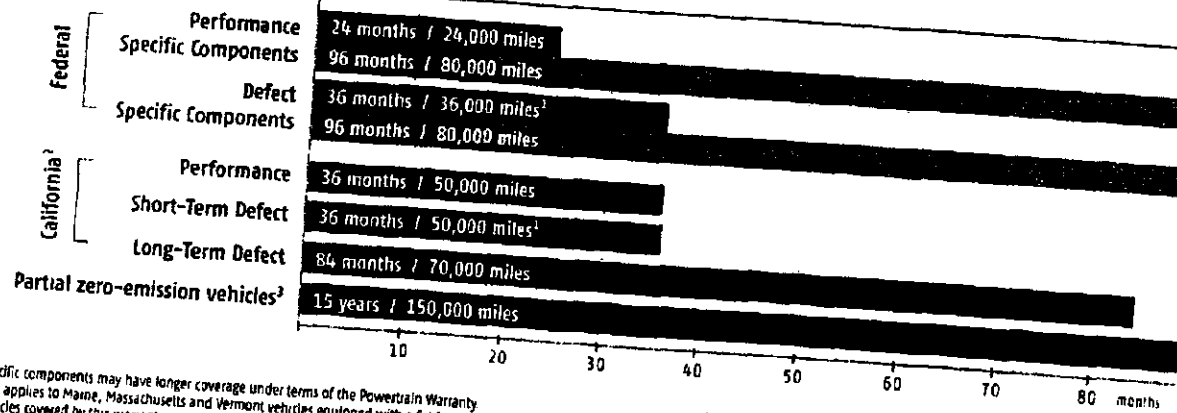 Federal
Performance 24 months / 24,000 miles
Specific Components 96 months / 80,000 miles
Defect 36 months / 36,000 miles¹
Specific Components 96 months / 80,000 miles
California²
Performance 36 months / 50,000 miles
Short-Term Defect 36 months / 50,000 miles¹
Long-Term Defect 84 months / 70,000 miles
Partial zero-emission vehicles³ 15 years / 150,000 miles
10 20 30 40 50 60 70 80 months
components may have longer coverage under terms of the Powertrain Warranty
applies to Maine, Massachusetts and Vermont vehicles equipped with a
covered by this